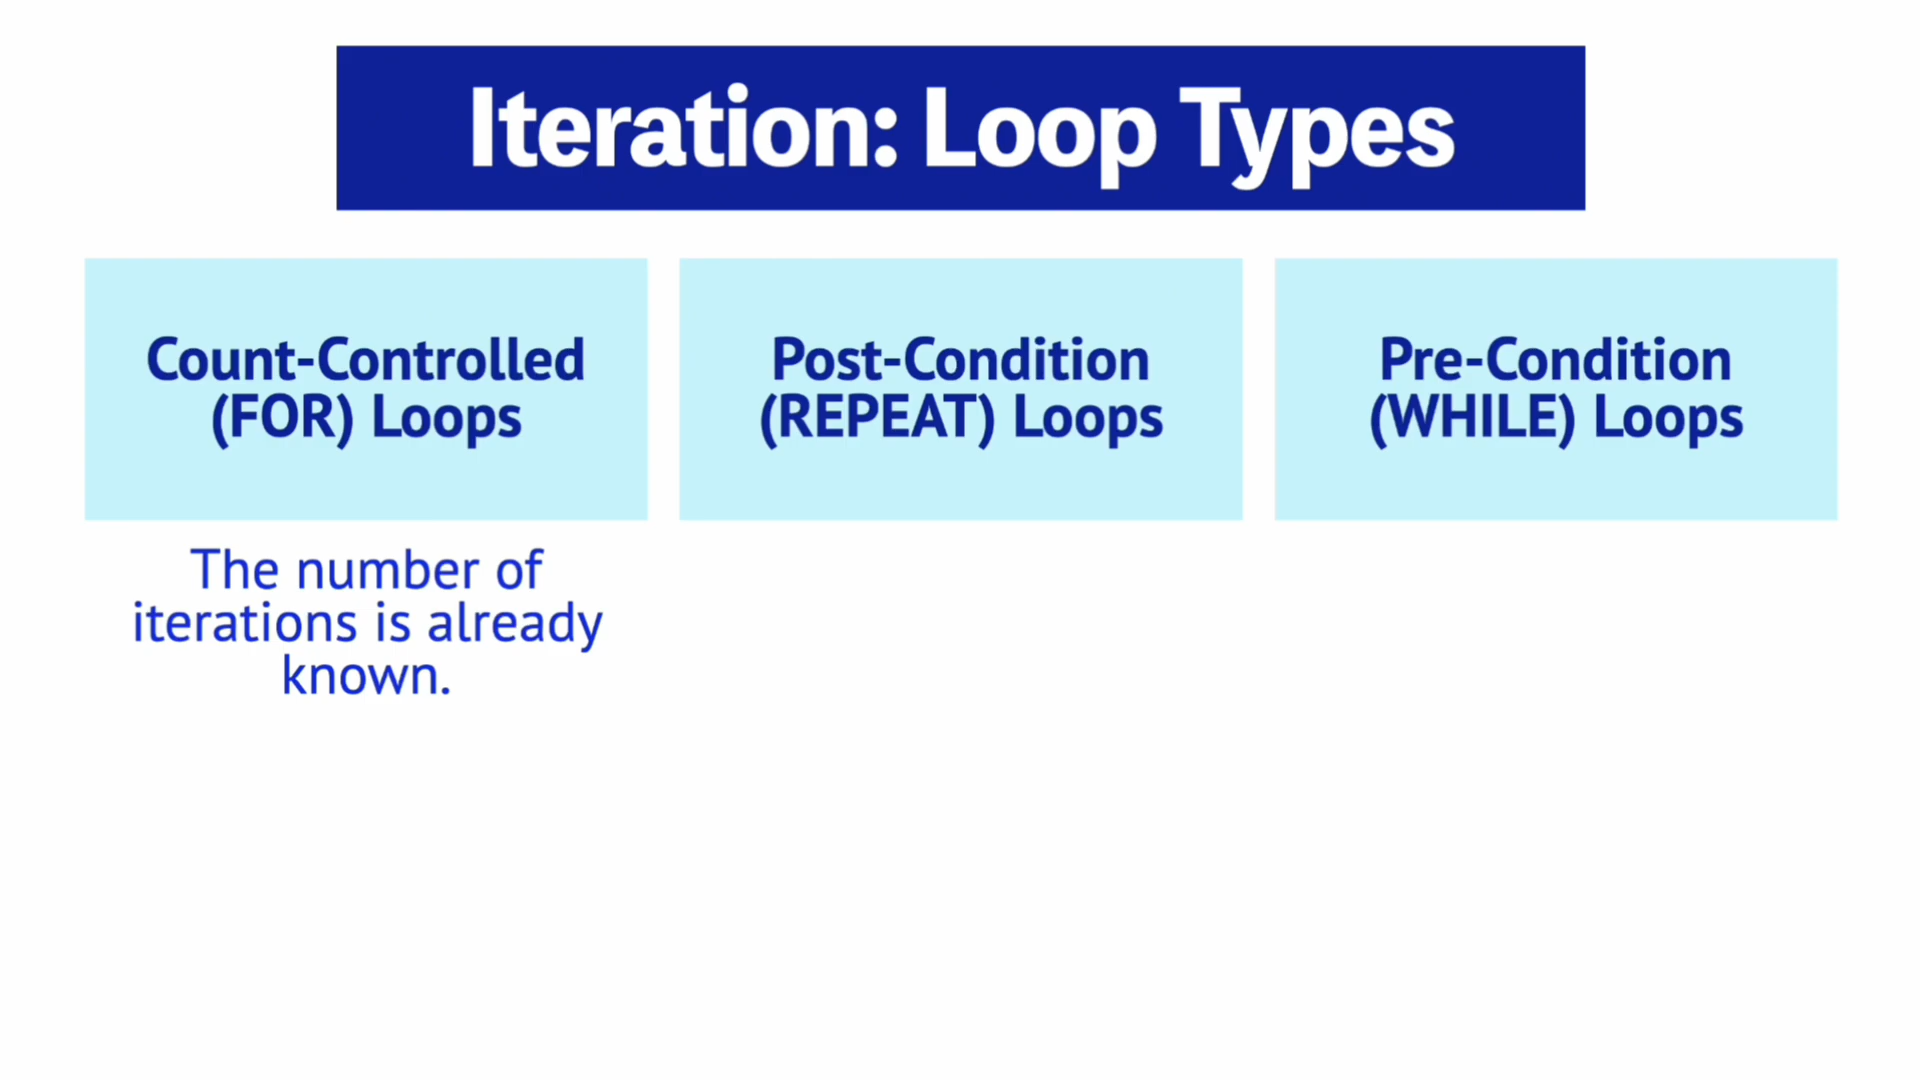 Iteration: Loop Types
Count-Controlled
(FOR) Loops
The number of
iterations is already
known.
Post-Condition
(REPEAT) Loops
Pre-Condition
(WHILE) Loops